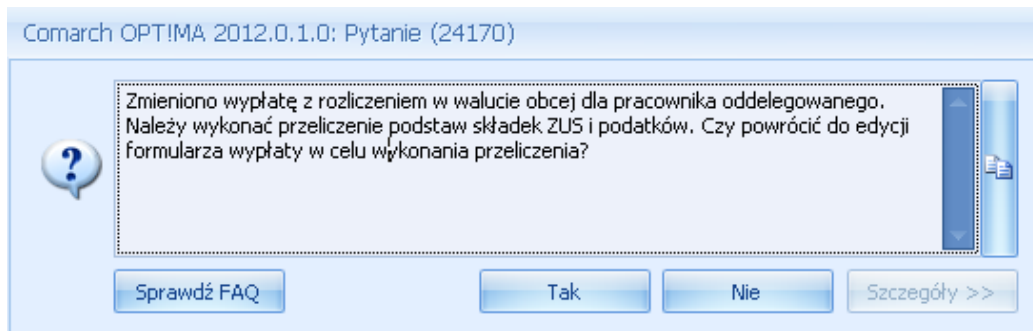 Comarch OPT!MA 2012.0.1.0: Pytanie (24170)
Zmieniono wypłatę z rozliczeniem w walucie obcej dla pracownika oddelegowanego.
Należy wykonać przeliczenie podstaw składek ZUS i podatków. Czy powrócić do edycji
formularza wypłaty w celu wykonania przeliczenia?
Sprawdź FAQ
Tak
Nie
Szczegóły >>